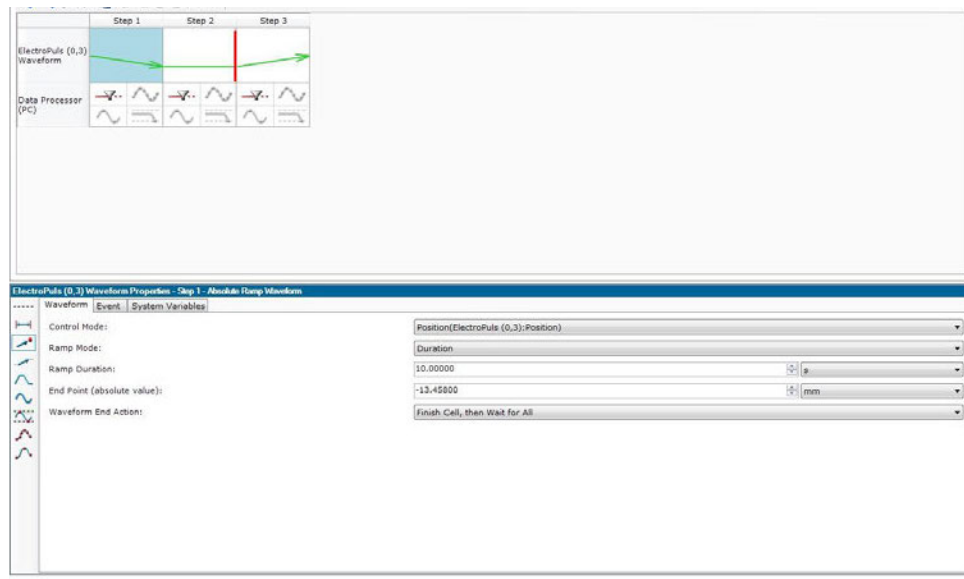 Step 1 Step 2 Step 3
ElectroPuls (0,3)
Waveform
Data Processor
(PC)
ElectroPuls (0,3) Waveform Properties - Step 1 - Absolute Ramp Waveform
Waveform Event System Variables
Control Mode: Position(ElectroPuls (0,3):Position)
Ramp Mode: Duration
Ramp Duration: 10.00000 s
End Point (absolute value): -13.45800 mm
Waveform End Action: Finish Cell, then Wait for All